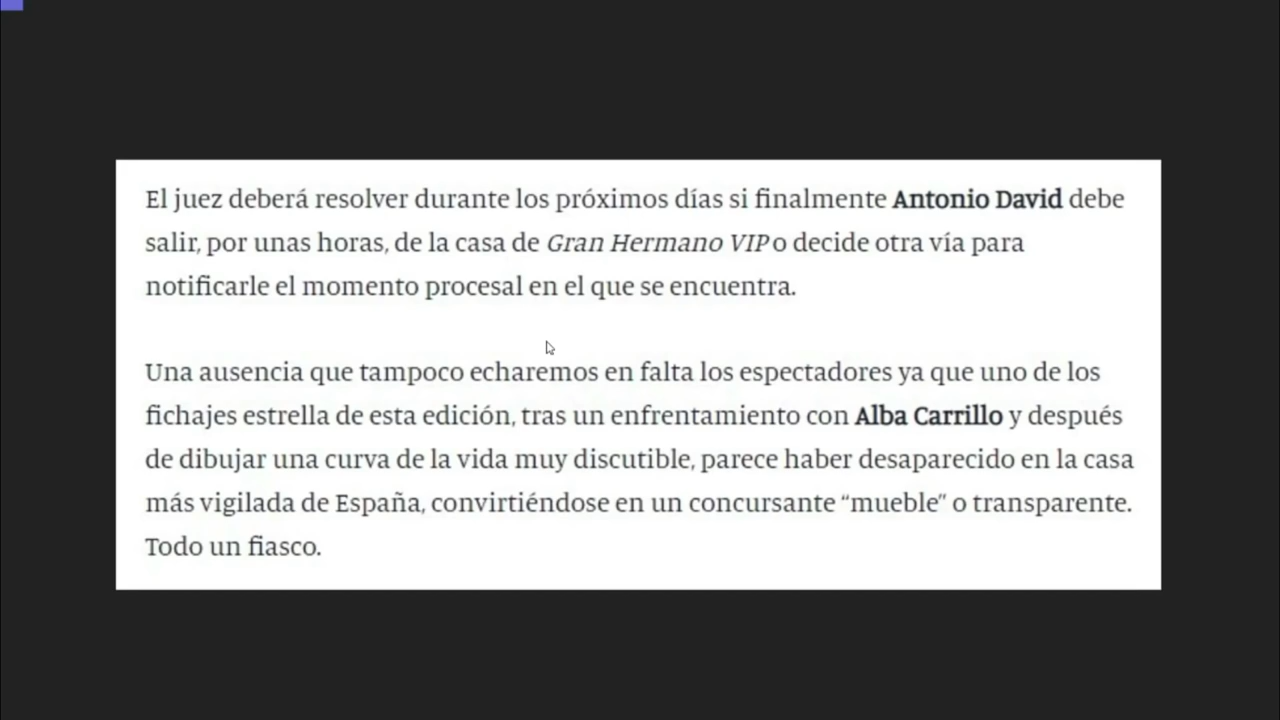 El juez deberá resolver durante los próximos días si finalmente Antonio David debe
salir, por unas horas, de la casa de Gran Hermano VIP o decide otra vía para
notificarle el momento procesal en el que se encuentra.
Una ausencia que tampoco echaremos en falta los espectadores ya que uno de los
fichajes estrella de esta edición, tras un enfrentamiento con Alba Carrillo y después
de dibujar una curva de la vida muy discutible, parece haber desaparecido en la casa
más vigilada de España, convirtiéndose en un concursante “mueble” o transparente.
Todo un fiasco.